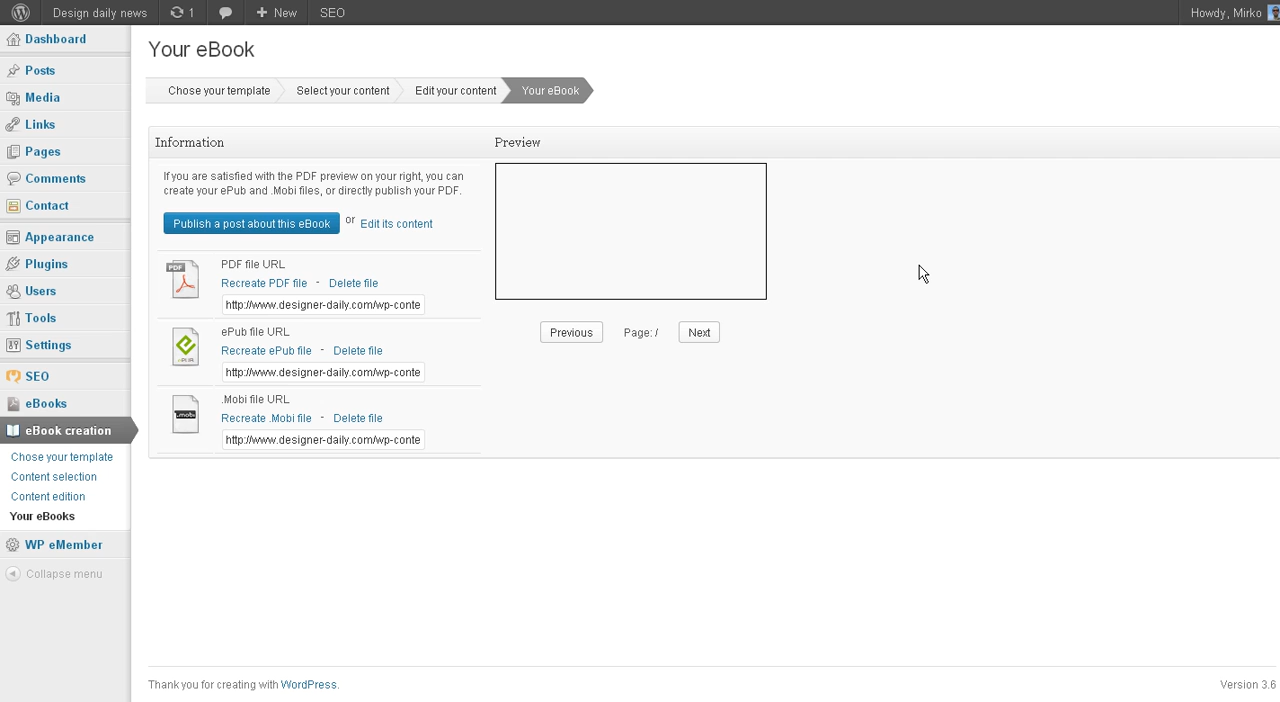 Design daily news 1 New SEO Howdy, Mirko
Dashboard
Posts
Media
Links
Pages
Comments
Contact
Appearance
Plugins
Users
Tools
Settings
SEO
eBooks
eBook creation
Chose your template
Content selection
Content edition
Your eBooks
WP eMember
Collapse menu
Your eBook
Chose your template Select your content Edit your content Your eBook
Information
If you are satisfied with the PDF preview on your right, you can
create your ePub and .Mobi files, or directly publish your PDF.
Publish a post about this eBook or Edit its content
PDF
PDF file URL
Recreate PDF file - Delete file
http://www.designer-daily.com/wp-conte
ePUB
ePub file URL
Recreate ePub file - Delete file
http://www.designer-daily.com/wp-conte
.mobi
.Mobi file URL
Recreate .Mobi file - Delete file
http://www.designer-daily.com/wp-conte
Preview
Previous Page: / Next
Thank you for creating with WordPress.
Version 3.6